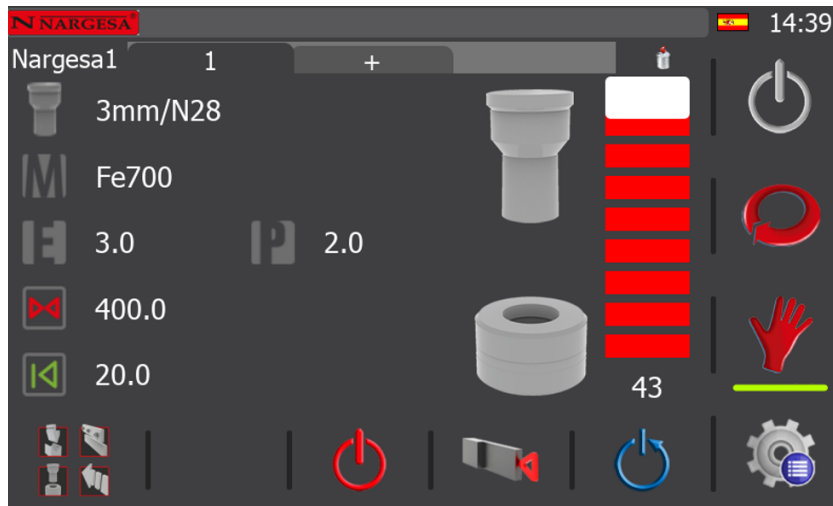 N NARGESA®
14:39
Nargesa1
1
+
3mm/N28
M
Fe700
E
3.0
P
2.0
400.0
20.0
43